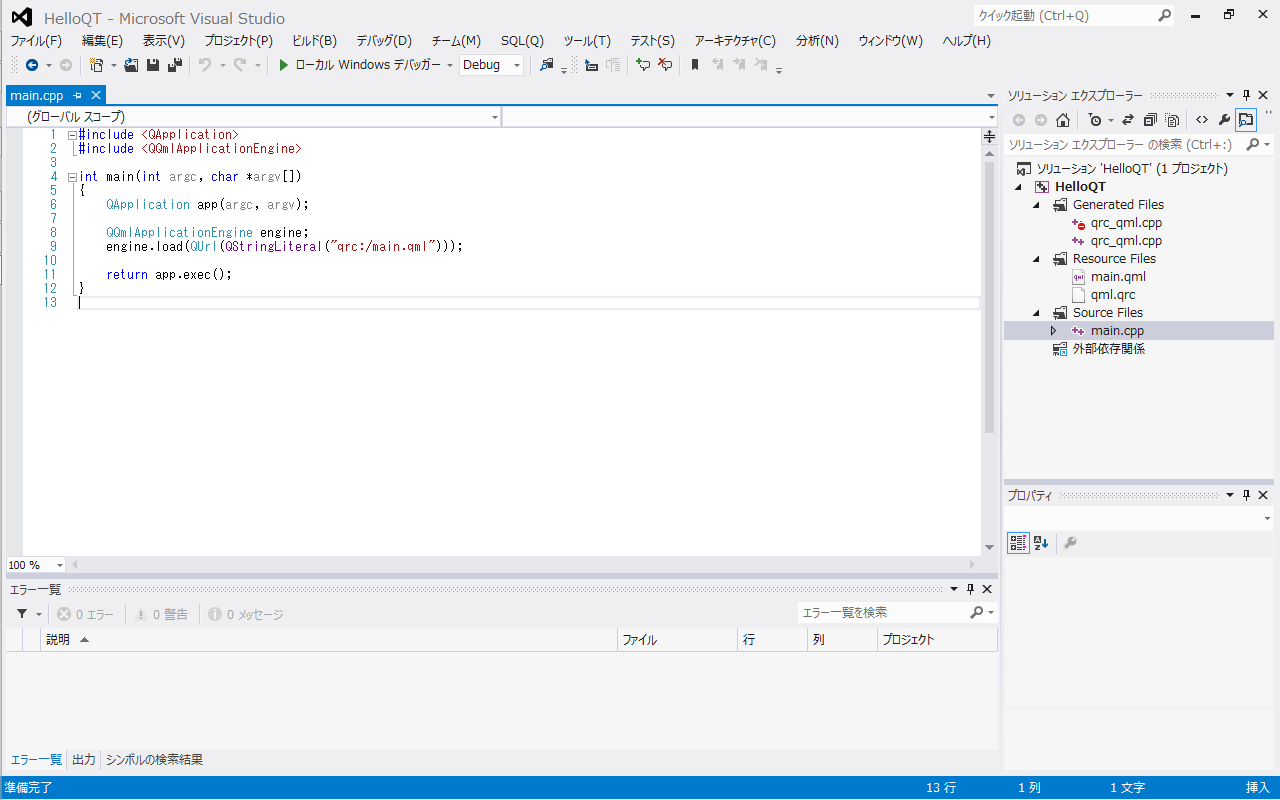 HelloQT - Microsoft Visual Studio
クイック起動 (Ctrl+Q)
ファイル(F) 編集(E) 表示(V) プロジェクト(P) ビルド(B) デバッグ(D) チーム(M) SQL(Q) ツール(T) テスト(S) アーキテクチャ(C) 分析(N) ウィンドウ(W) ヘルプ(H)
ローカル Windows デバッガー Debug
main.cpp
(グローバル スコープ)
1 #include <QApplication>
2 #include <QQmlApplicationEngine>
3
4 int main(int argc, char *argv[])
5 {
6 QApplication app(argc, argv);
7
8 QQmlApplicationEngine engine;
9 engine.load(QUrl(QStringLiteral("qrc:/main.qml")));
10
11 return app.exec();
12 }
13
100 %
ソリューション エクスプローラー
ソリューション エクスプローラー の検索 (Ctrl+:)
ソリューション 'HelloQT' (1 プロジェクト)
HelloQT
Generated Files
qrc_qml.cpp
qrc_qml.cpp
Resource Files
main.qml
qml.qrc
Source Files
main.cpp
外部依存関係
プロパティ
エラー一覧
0 エラー 0 警告 0 メッセージ
エラー一覧を検索
説明 ファイル 行 列 プロジェクト
エラー一覧 出力 シンボルの検索結果
準備完了 13 行 1 列 1 文字 挿入